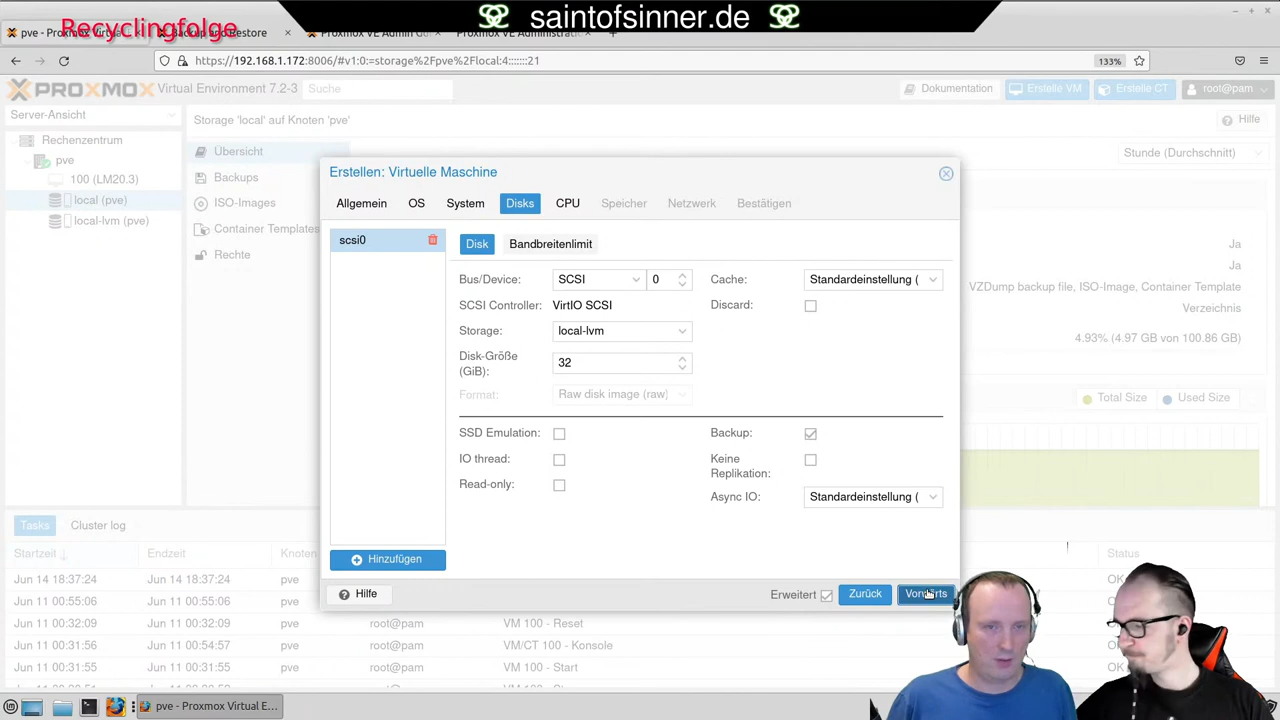 saintofsinner.de
Recyclingfolge
pve - Proxmox Virtual
Backup and Restore
Proxmox VE Admin
Proxmox VE Administrati
https://192.168.1.172:8006/#v1:0:=storage%2Fpve%2Flocal:4:::::::21
133%
PROXMOX Virtual Environment 7.2-3
Suche
Dokumentation
Erstelle VM
Erstelle CT
root@pam
Server-Ansicht
Storage 'local' auf Knoten 'pve'
Hilfe
Rechenzentrum
pve
100 (LM20.3)
local (pve)
local-lvm (pve)
Übersicht
Backups
ISO-Images
Container Templates
Rechte
Stunde (Durchschnitt)
Erstellen: Virtuelle Maschine
Allgemein
OS
System
Disks
CPU
Speicher
Netzwerk
Bestätigen
scsi0
Disk
Bandbreitenlimit
Bus/Device:
SCSI
0
Cache:
Standardeinstellung (
SCSI Controller:
VirtIO SCSI
Discard:
Storage:
local-lvm
Disk-Größe
(GiB):
32
Format:
Raw disk image (raw)
SSD Emulation:
Backup:
IO thread:
Keine
Replikation:
Read-only:
Async IO:
Standardeinstellung (
Hinzufügen
Hilfe
Erweitert
Zurück
Vorwärts
Ja
Ja
VZDump backup file, ISO-Image, Container Template
Verzeichnis
4.93% (4.97 GB von 100.86 GB)
Total Size
Used Size
Tasks
Cluster log
Startzeit
Endzeit
Knoten
Status
Jun 14 18:37:24
Jun 14 18:37:24
pve
OK
Jun 11 00:55:06
Jun 11 00:55:06
pve
Jun 11 00:32:09
Jun 11 00:32:09
pve
root@pam
VM 100 - Reset
Jun 11 00:31:56
Jun 11 00:54:57
pve
root@pam
VM/CT 100 - Konsole
Jun 11 00:31:55
Jun 11 00:31:55
pve
root@pam
VM 100 - Start
pve - Proxmox Virtual E...